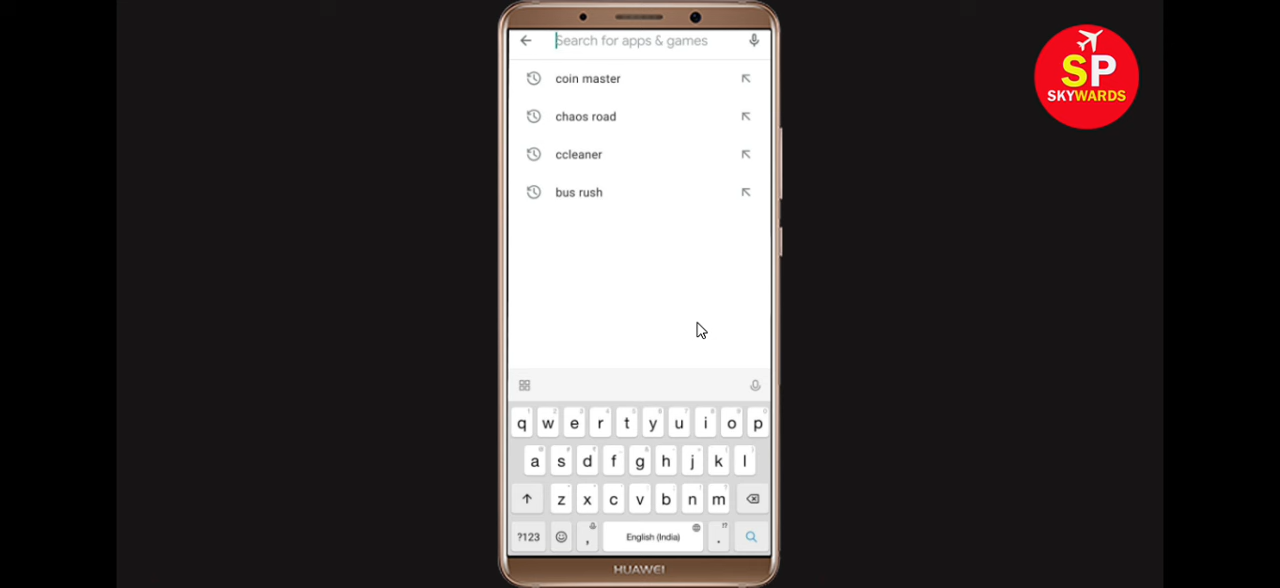 Search for apps & games
SP
SKYWARDS
coin master
chaos road
ccleaner
bus rush
q w e r t y u i o p
a s d f g h j k l
z x c v b n m
?123 , English (India) .
HUAWEI